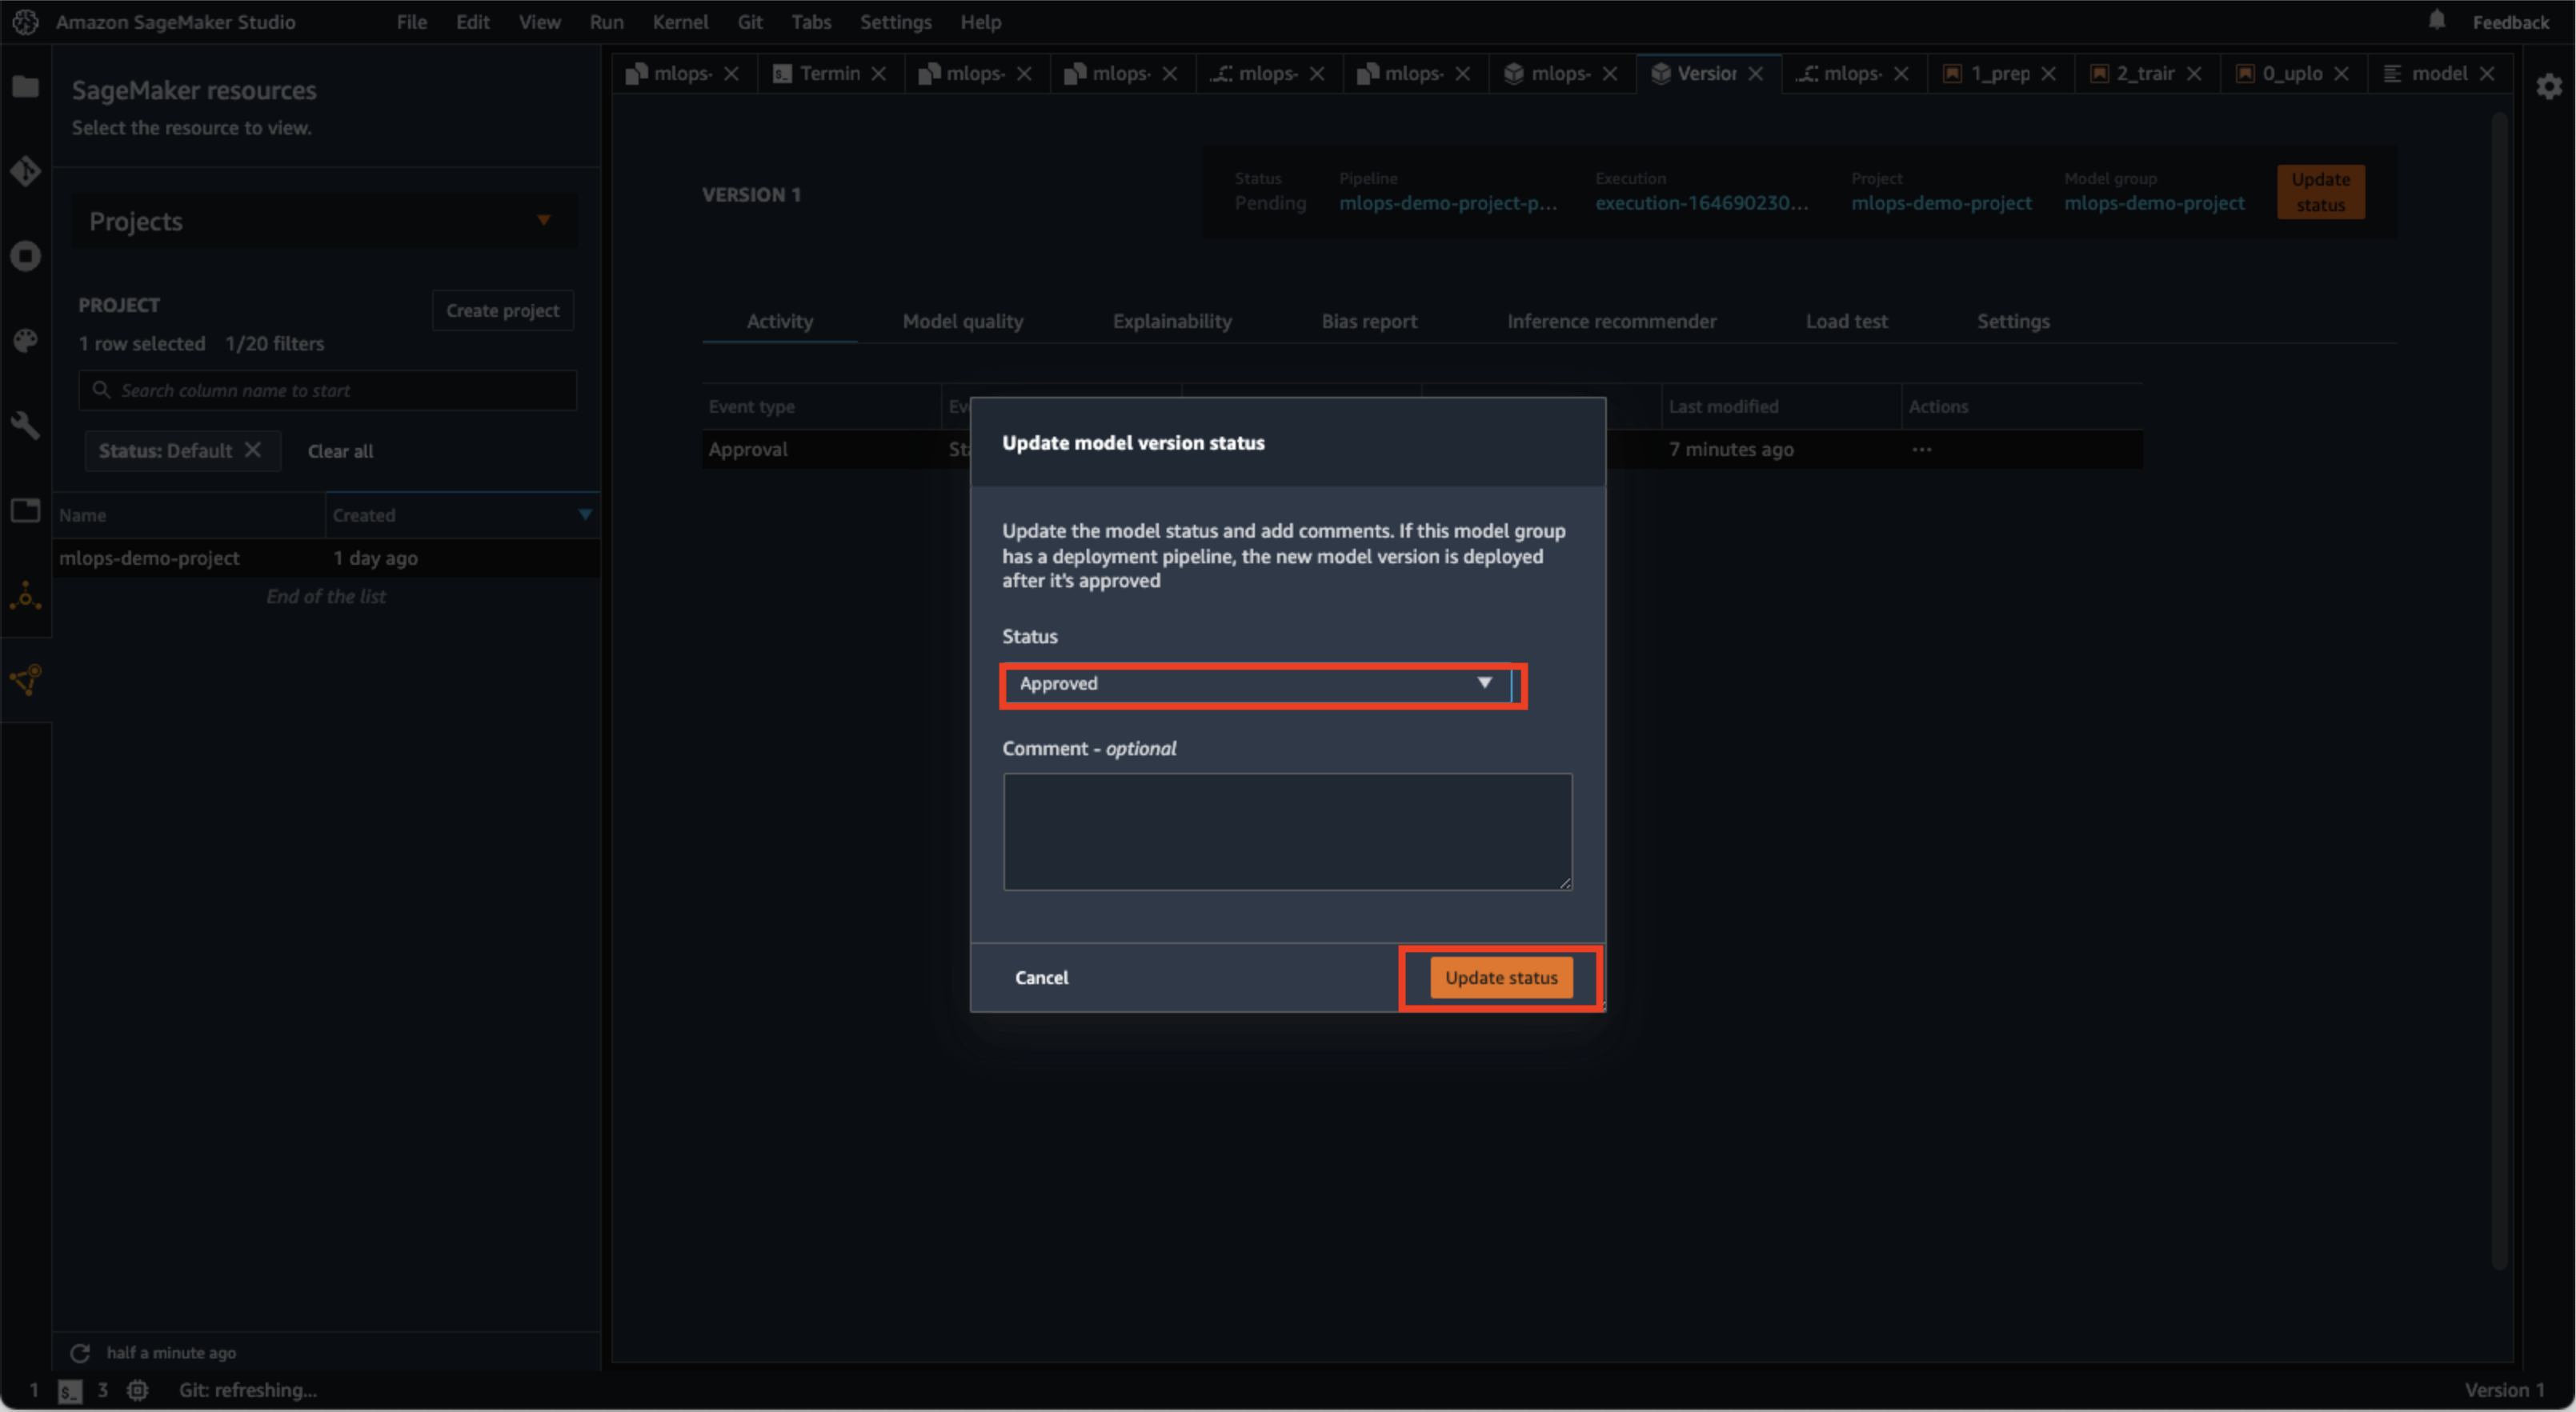 Amazon SageMaker Studio File Edit View Run Kernel Git Tabs Settings Help Feedback
SageMaker resources
Select the resource to view.
Projects
PROJECT
Create project
1 row selected 1/20 filters
Search column name to start
Status: Default Clear all
Name Created
mlops-demo-project 1 day ago
End of the list
half a minute ago
mlops- Termin mlops- mlops- mlops- mlops- mlops- Version mlops- 1_prep 2_train 0_uplo model
VERSION 1
Status Pipeline Execution Project Model group
Pending mlops-demo-project-p... execution-164690230... mlops-demo-project mlops-demo-project
Update
status
Activity Model quality Explainability Bias report Inference recommender Load test Settings
Event type Last modified Actions
Approval 7 minutes ago ...
Update model version status
Update the model status and add comments. If this model group
has a deployment pipeline, the new model version is deployed
after it's approved
Status
Approved
Comment - optional
Cancel Update status
1 $_ 3 Git: refreshing... Version 1